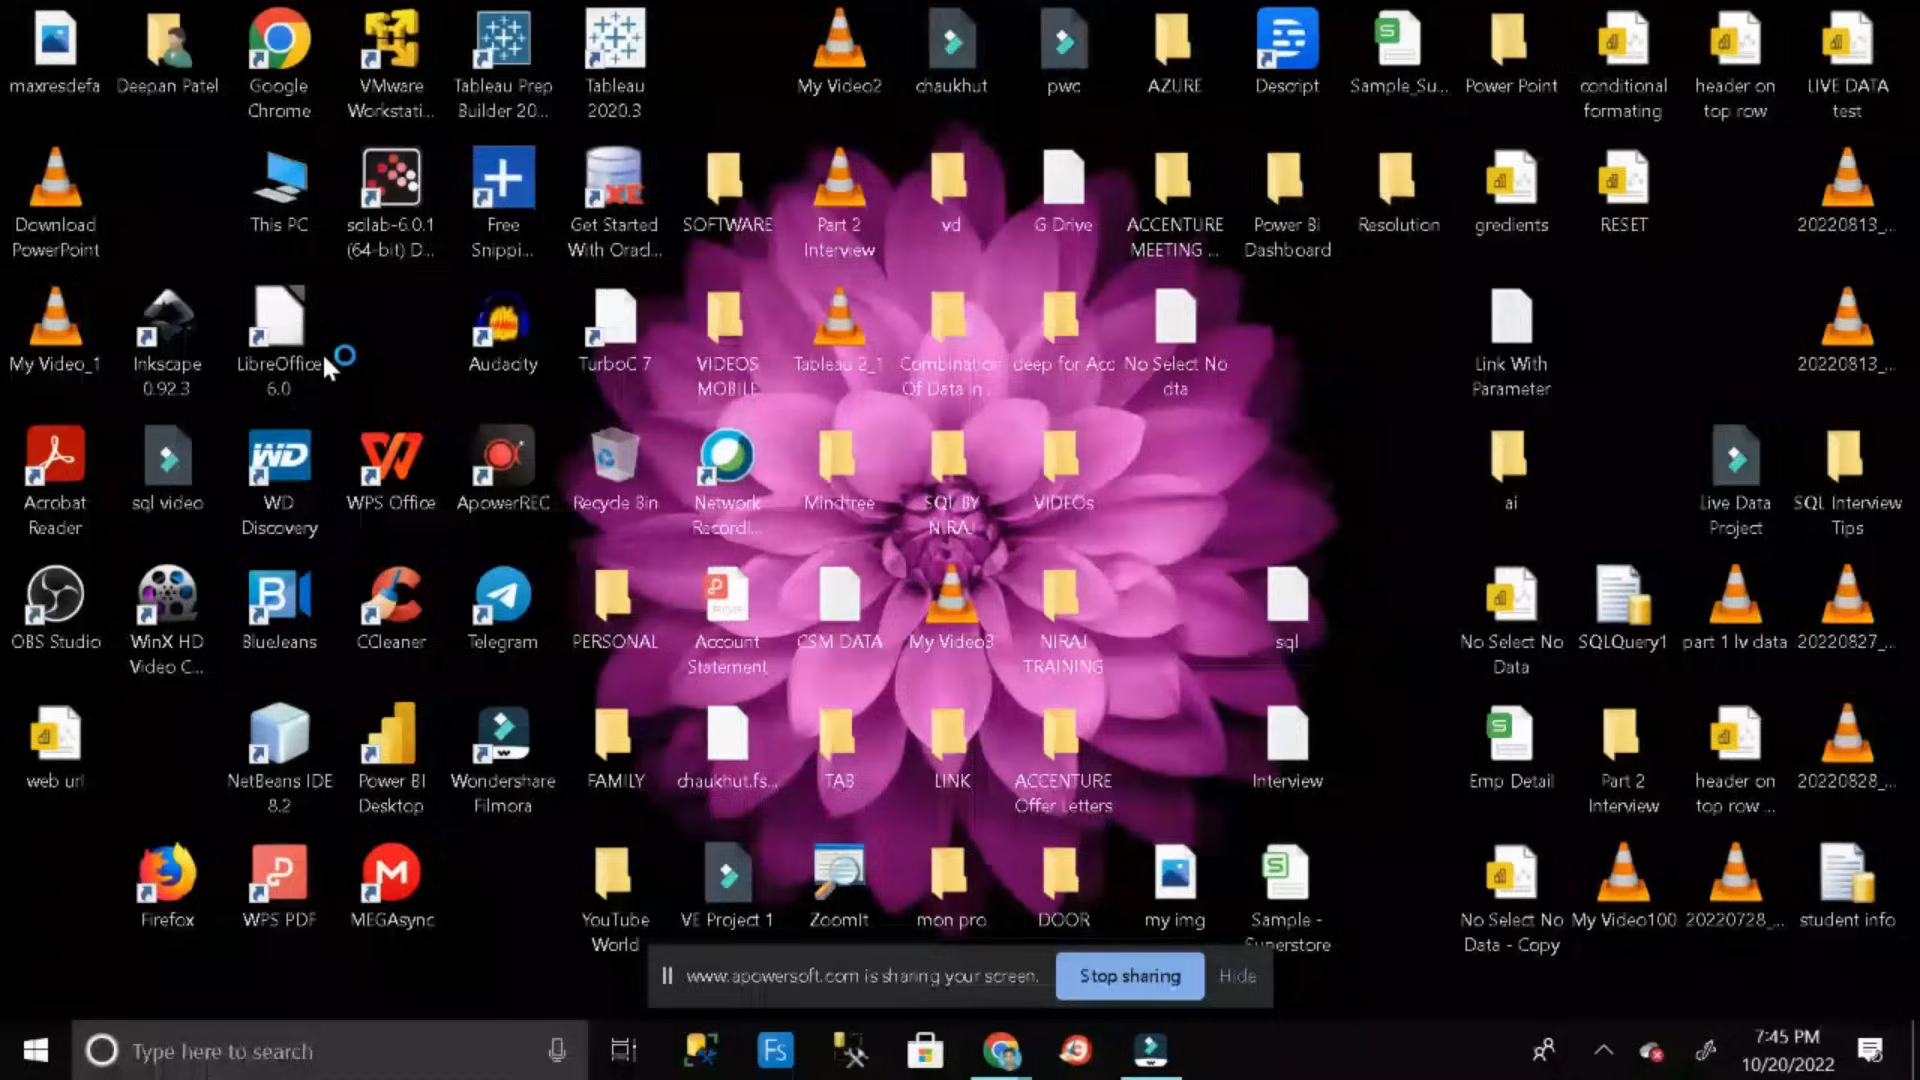 maxresdefa
Deepan Patel
Google
Chrome
VMware
Workstati...
Tableau Prep
Builder 20...
Tableau
2020.3
My Video2
chaukhut
pwc
AZURE
Descript
Sample_Su...
Power Point
conditional
formating
header on
top row
LIVE DATA
test
Download
PowerPoint
This PC
scilab-6.0.1
(64-bit) D...
Free
Snippi...
Get Started
With Oracl...
SOFTWARE
Part 2
Interview
vd
G Drive
ACCENTURE
MEETING ...
Power Bi
Dashboard
Resolution
gredients
RESET
20220813_...
My Video_1
Inkscape
0.92.3
LibreOffice
6.0
Audacity
TurboC 7
VIDEOS
MOBILE
Tableau 2_1
Combination
Of Data In...
deep for Acc
No Select No
dta
Link With
Parameter
20220813_...
Acrobat
Reader
sql video
WD
WD
Discovery
WPS Office
ApowerREC
Recycle Bin
Network
Recordi...
Mindtree
SQL BY
NIRAJ
VIDEOs
ai
Live Data
Project
SQL Interview
Tips
OBS Studio
WinX HD
Video C...
BlueJeans
CCleaner
Telegram
PERSONAL
Account
Statement
CSM DATA
My Video3
NIRAJ
TRAINING
sql
No Select No
Data
SQLQuery1
part 1 lv data
20220827_...
web url
NetBeans IDE
8.2
Power BI
Desktop
Wondershare
Filmora
FAMILY
chaukhut.fs...
TAB
LINK
ACCENTURE
Offer Letters
Interview
Emp Detail
Part 2
Interview
header on
top row ...
20220828_...
Firefox
WPS PDF
MEGAsync
YouTube
World
VE Project 1
ZoomIt
mon pro
DOOR
my img
Sample -
Superstore
No Select No
Data - Copy
My Video100
20220728_...
student info
www.apowersoft.com is sharing your screen.
Stop sharing
Hide
Type here to search
Fs
7:45 PM
10/20/2022